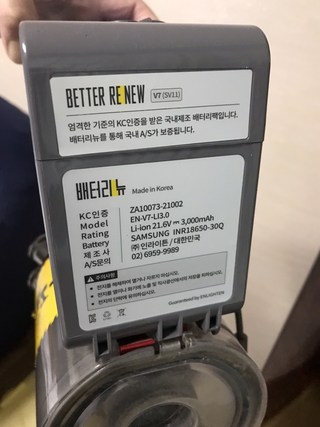 BETTER RENEW V7 (SV11)
엄격한 기준의 KC인증을 받은 국내제조 배터리팩입니다.
배터리뉴를 통해 국내 A/S가 보증됩니다.
배터리뉴 Made in Korea
KC인증 ZA10073-21002
Model EN-V7-LI3.0
Rating Li-ion 21.6V ⎓ 3,000mAh
Battery SAMSUNG INR18650-30Q
제 조 사 ㈜ 인라이튼 / 대한민국
A/S문의 02) 6959-9989
주의사항
Guaranteed by ENLIGHTEN